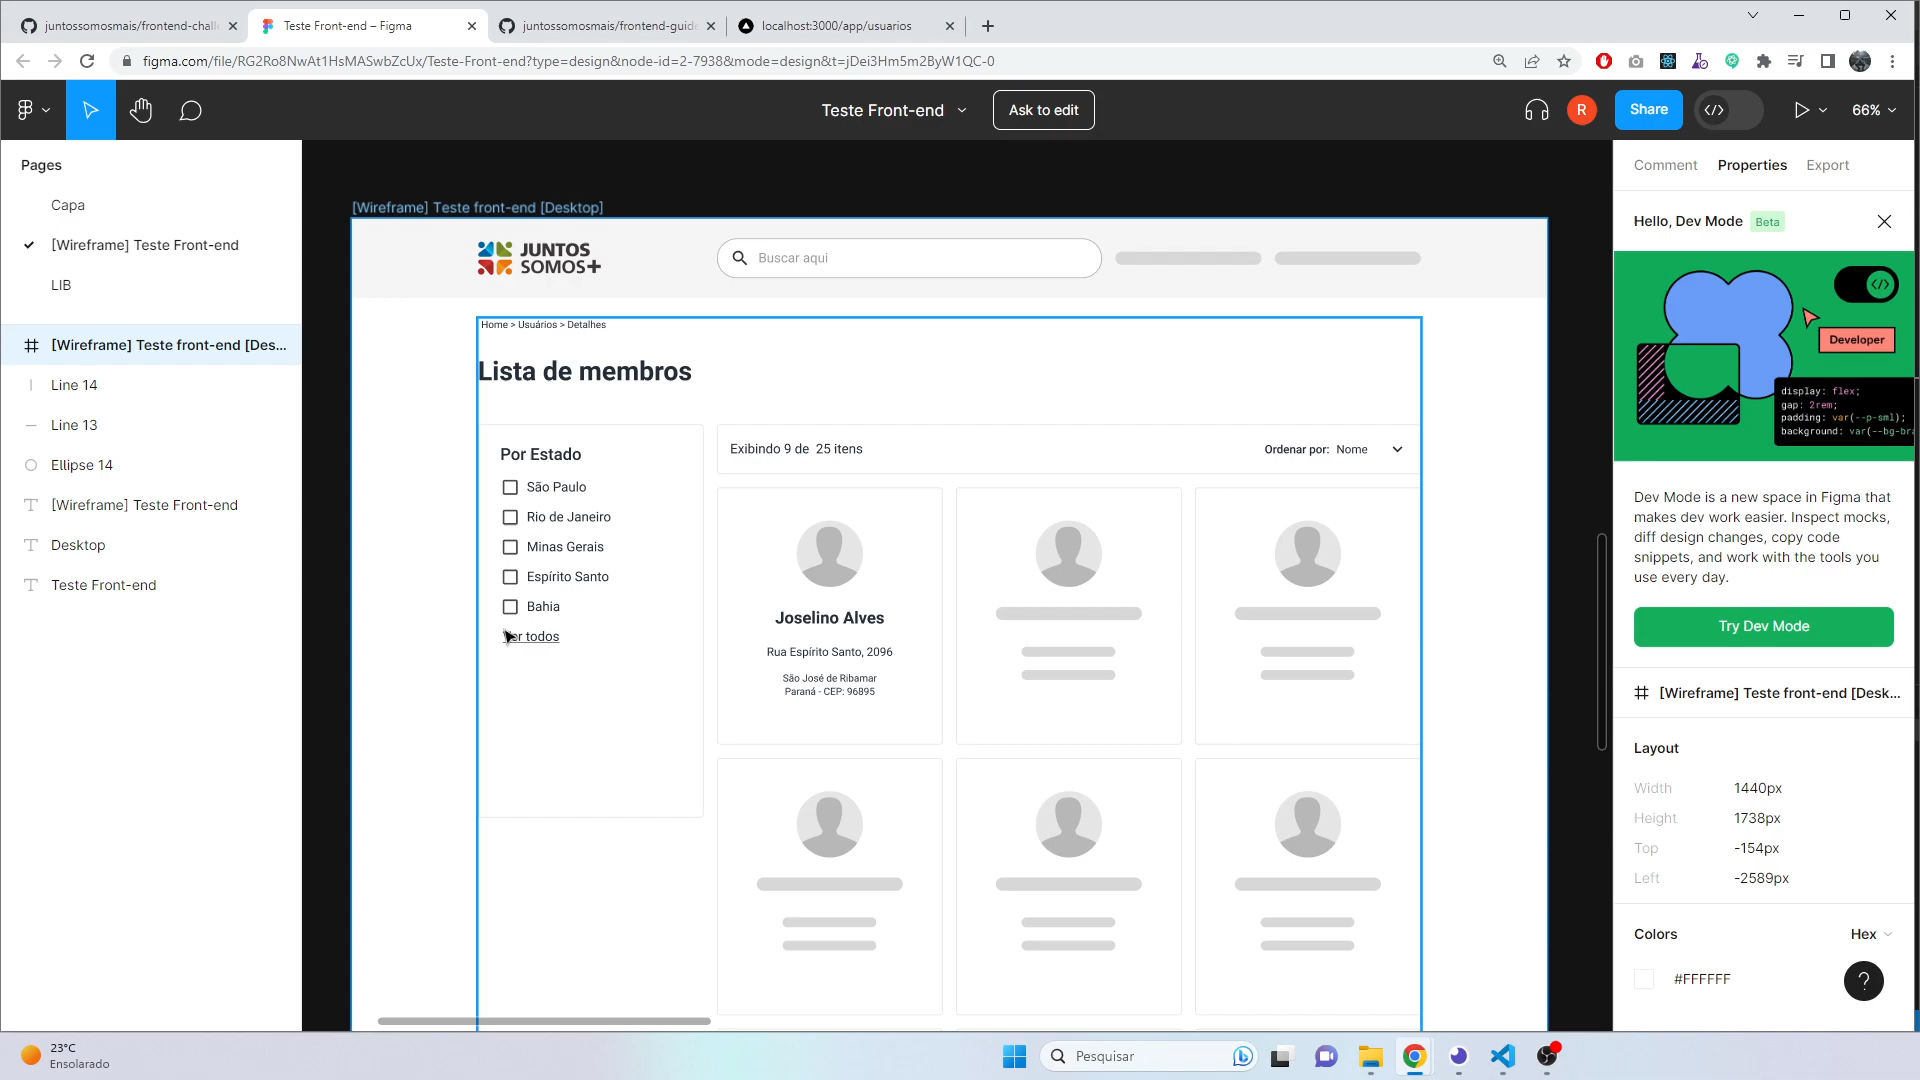 juntossomosmais/frontend-chall
Teste Front-end – Figma
juntossomosmais/frontend-guide
localhost:3000/app/usuarios
figma.com/file/RG2Ro8NwAt1HsMASwbZcUx/Teste-Front-end?type=design&node-id=2-7938&mode=design&t=jDei3Hm5m2ByW1QC-0
Teste Front-end
Ask to edit
R
Share
66%
Pages
Capa
[Wireframe] Teste Front-end
LIB
[Wireframe] Teste front-end [Des...
Line 14
Line 13
Ellipse 14
[Wireframe] Teste Front-end
Desktop
Teste Front-end
[Wireframe] Teste front-end [Desktop]
JUNTOS
SOMOS+
Buscar aqui
Home > Usuários > Detalhes
Lista de membros
Por Estado
São Paulo
Rio de Janeiro
Minas Gerais
Espírito Santo
Bahia
Ver todos
Exibindo 9 de 25 itens
Ordenar por: Nome
Joselino Alves
Rua Espírito Santo, 2096
São José de Ribamar
Paraná - CEP: 96895
Comment Properties Export
Hello, Dev Mode Beta
Developer
display: flex;
gap: 2rem;
padding: var(--p-sml);
background: var(--bg-bra
Dev Mode is a new space in Figma that
makes dev work easier. Inspect mocks,
diff design changes, copy code
snippets, and work with the tools you
use every day.
Try Dev Mode
[Wireframe] Teste front-end [Desk...
Layout
Width 1440px
Height 1738px
Top -154px
Left -2589px
Colors Hex
#FFFFFF
?
23°C
Ensolarado
Pesquisar